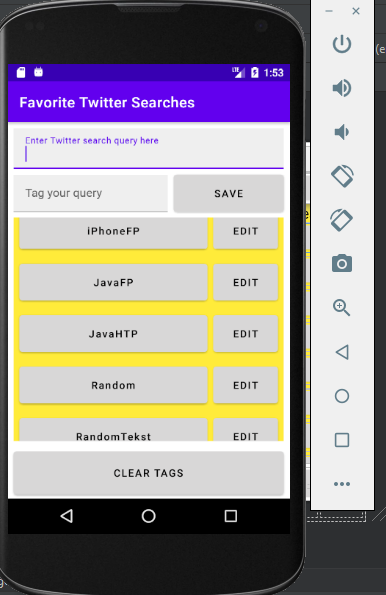 LTE 1:53
Favorite Twitter Searches
Enter Twitter search query here
Tag your query SAVE
iPhoneFP EDIT
JavaFP EDIT
JavaHTP EDIT
Random EDIT
RandomTekst EDIT
CLEAR TAGS